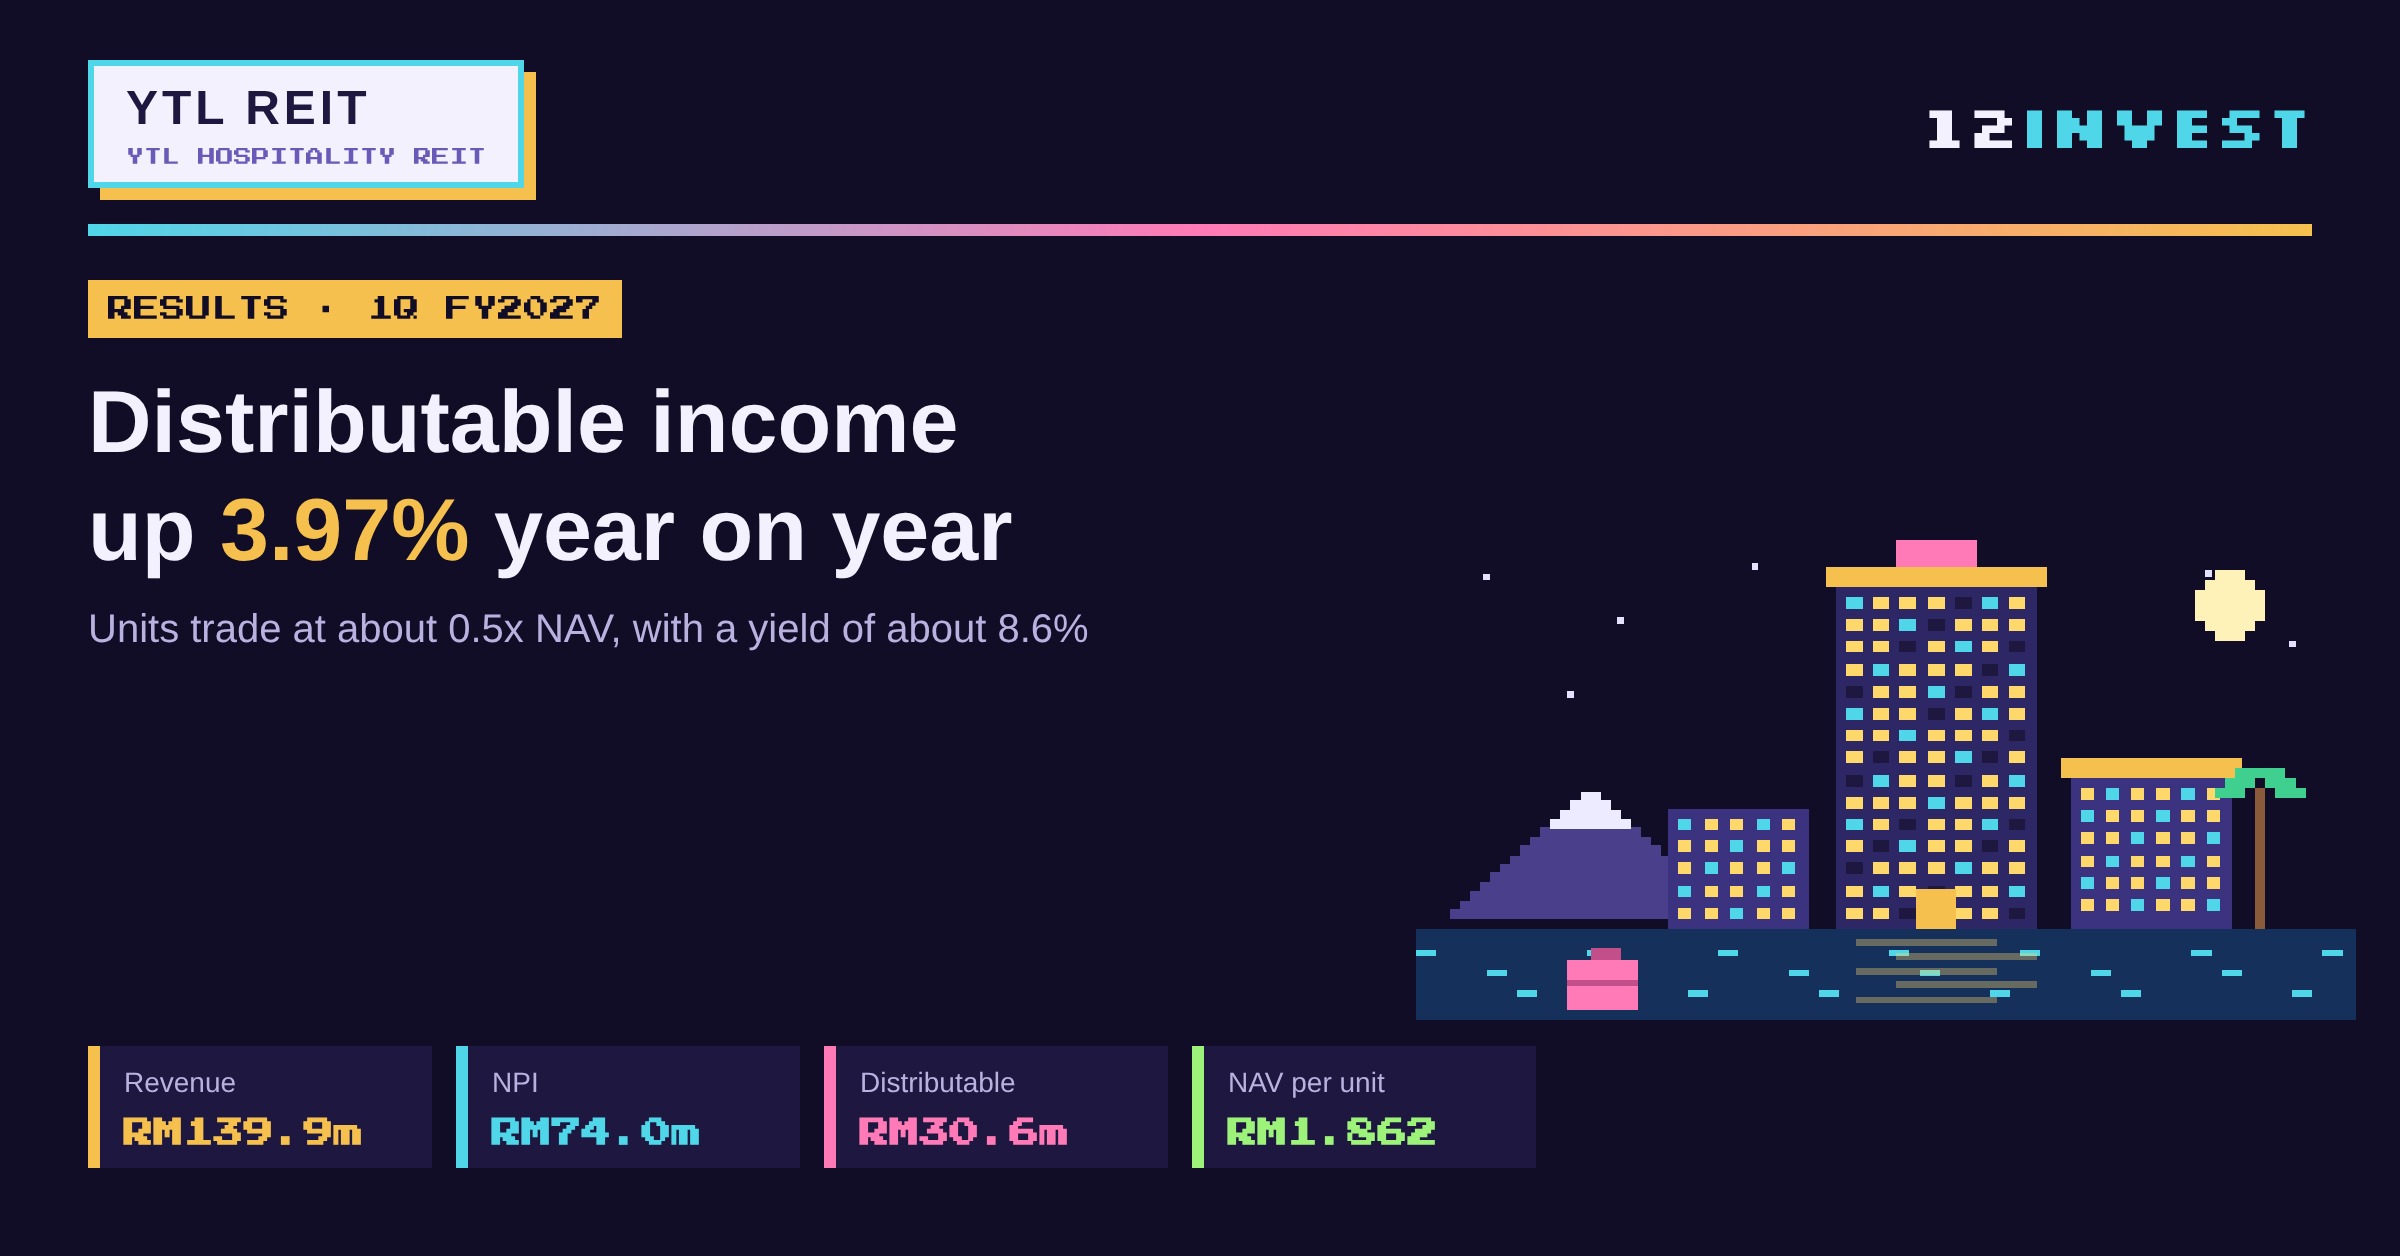 YTL REIT
YTL HOSPITALITY REIT
12INVEST
RESULTS · 1Q FY2027
Distributable income
up 3.97% year on year
Units trade at about 0.5x NAV, with a yield of about 8.6%
Revenue
RM139.9m
NPI
RM74.0m
Distributable
RM30.6m
NAV per unit
RM1.862